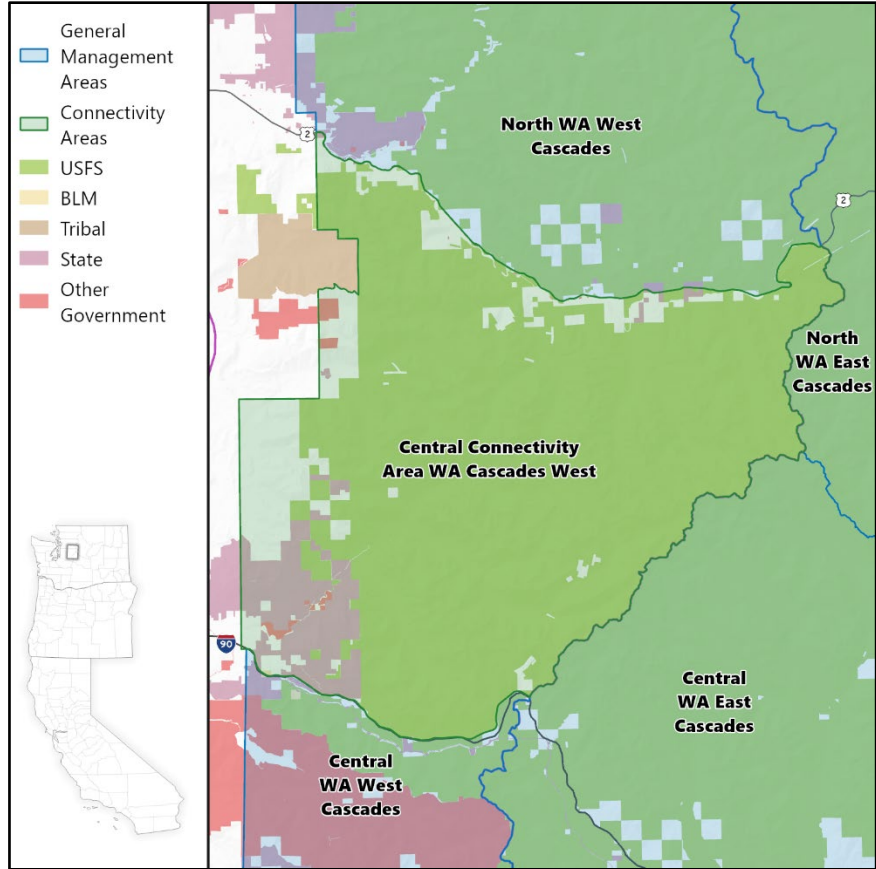 General
Management
Areas
Connectivity
Areas
USFS
BLM
Tribal
State
Other
Government
2
North WA West
Cascades
2
North
WA East
Cascades
Central Connectivity
Area WA Cascades West
90
Central
WA East
Cascades
Central
WA West
Cascades